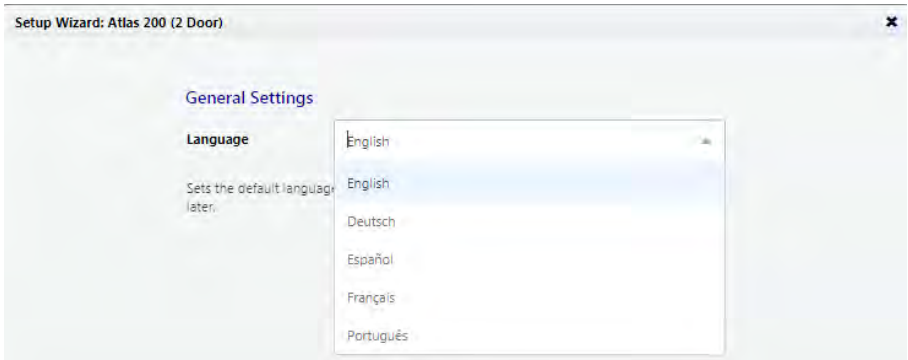 Setup Wizard: Atlas 200 (2 Door)
General Settings
Language
English
English
Sets the default language
later.
Deutsch
Español
Français
Português